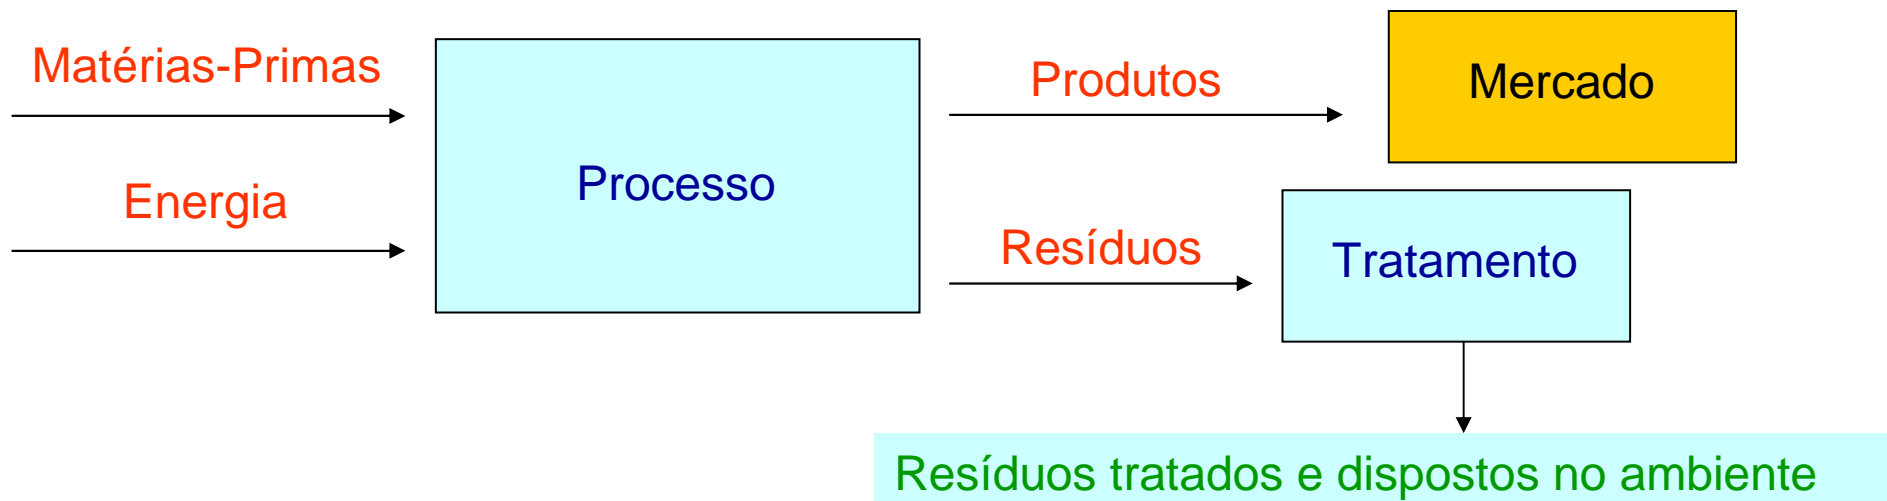 Matérias-Primas
Energia
Processo
Produtos
Mercado
Resíduos
Tratamento
Resíduos tratados e dispostos no ambiente